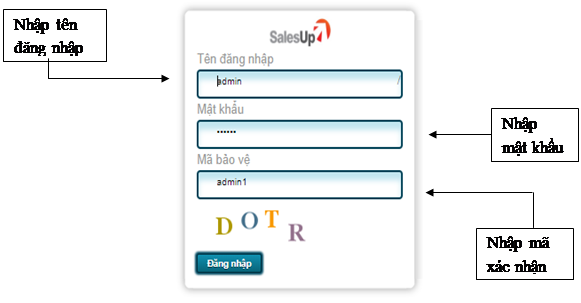 Nhập tên
đăng nhập
SalesUp
Tên đăng nhập
admin
Mật khẩu
••••••
Nhập
mật khẩu
Mã bảo vệ
admin1
D O T R
Nhập mã
xác nhận
Đăng nhập